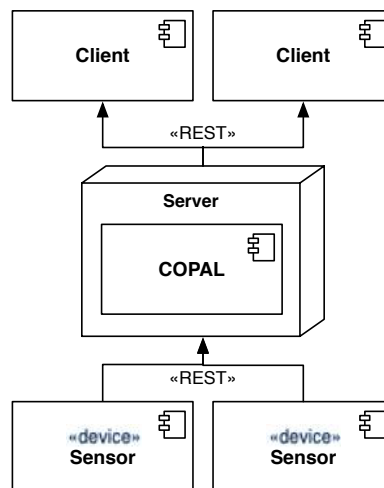 Client
Client
«REST»
Server
COPAL
«REST»
«device»
Sensor
«device»
Sensor